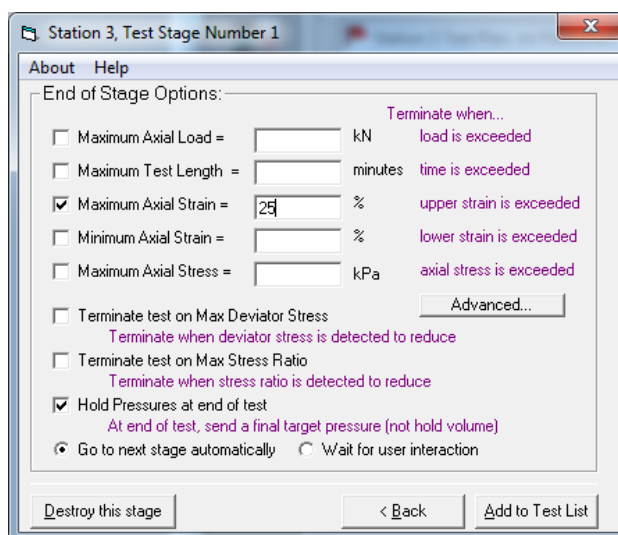 Station 3, Test Stage Number 1
About Help
End of Stage Options:
Terminate when...
Maximum Axial Load = kN load is exceeded
Maximum Test Length = minutes time is exceeded
Maximum Axial Strain = 25 % upper strain is exceeded
Minimum Axial Strain = % lower strain is exceeded
Maximum Axial Stress = kPa axial stress is exceeded
Advanced...
Terminate test on Max Deviator Stress
Terminate when deviator stress is detected to reduce
Terminate test on Max Stress Ratio
Terminate when stress ratio is detected to reduce
Hold Pressures at end of test
At end of test, send a final target pressure (not hold volume)
Go to next stage automatically Wait for user interaction
Destroy this stage < Back Add to Test List